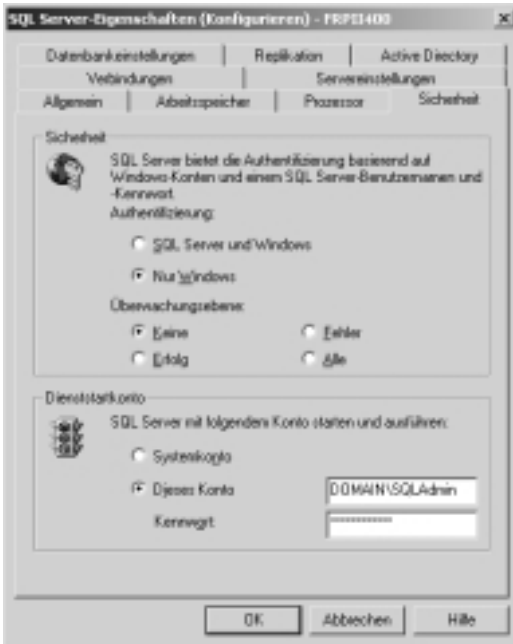 SQL Server-Eigenschaften (Konfigurieren) - FRPII400
Datenbankeinstellungen
Replikation
Active Directory
Verbindungen
Servereinstellungen
Allgemein
Arbeitsspeicher
Prozessor
Sicherheit
Sicherheit
SQL Server bietet die Authentifizierung basierend auf
Windows-Konten und einem SQL Server-Benutzernamen und
-Kennwort.
Authentifizierung:
SQL Server und Windows
Nur Windows
Überwachungsebene:
Keine
Fehler
Erfolg
Alle
Dienststartkonto
SQL Server mit folgendem Konto starten und ausführen:
Systemkonto
Dieses Konto
DOMAIN\SQLAdmin
Kennwort
************
OK
Abbrechen
Hilfe